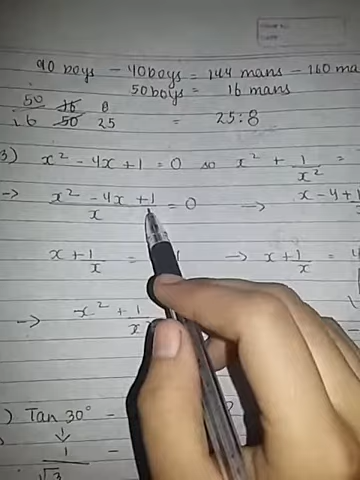 90 boys - 40 boys = 144 mans - 160 ma
50 boys = 16 mans
50 16 8
16 50 25 = 25:8
3) x² - 4x + 1 = 0 so x² + 1/x² =
→ x² - 4x + 1 / x = 0 → x - 4 + 1
x + 1/x = → x + 1/x =
→ x² + 1
) Tan 30° -
1/√3